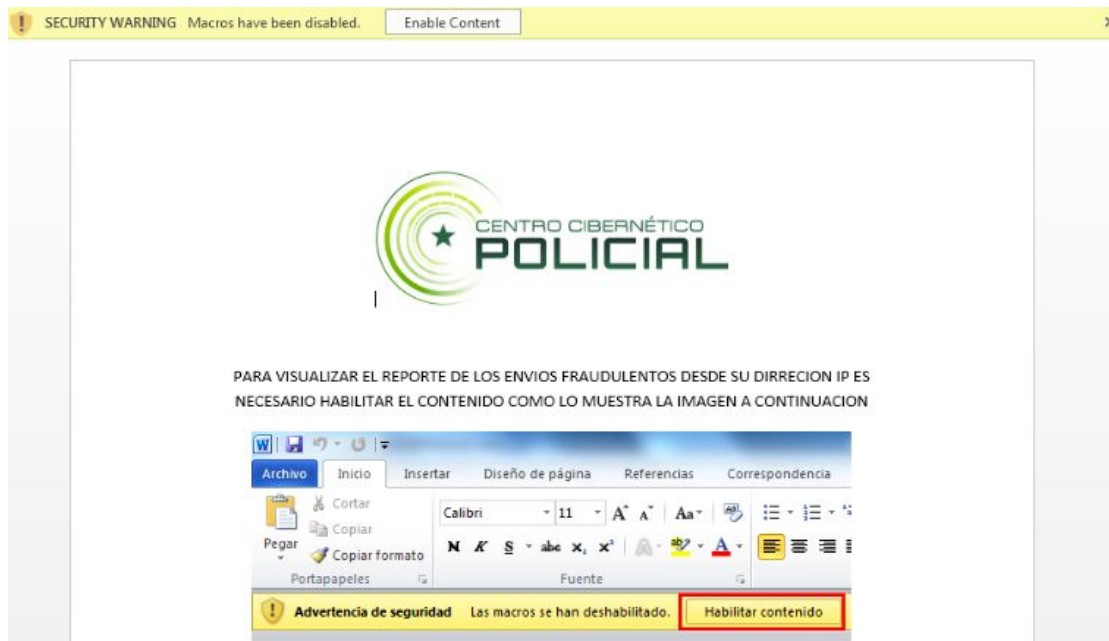 SECURITY WARNING Macros have been disabled. Enable Content
CENTRO CIBERNÉTICO
POLICIAL
PARA VISUALIZAR EL REPORTE DE LOS ENVIOS FRAUDULENTOS DESDE SU DIRRECION IP ES
NECESARIO HABILITAR EL CONTENIDO COMO LO MUESTRA LA IMAGEN A CONTINUACION
Archivo Inicio Insertar Diseño de página Referencias Correspondencia
Cortar
Copiar
Pegar
Copiar formato
Portapapeles
Calibri 11 A A Aa
N K S abc x₂ x² A A
Fuente
Advertencia de seguridad Las macros se han deshabilitado. Habilitar contenido